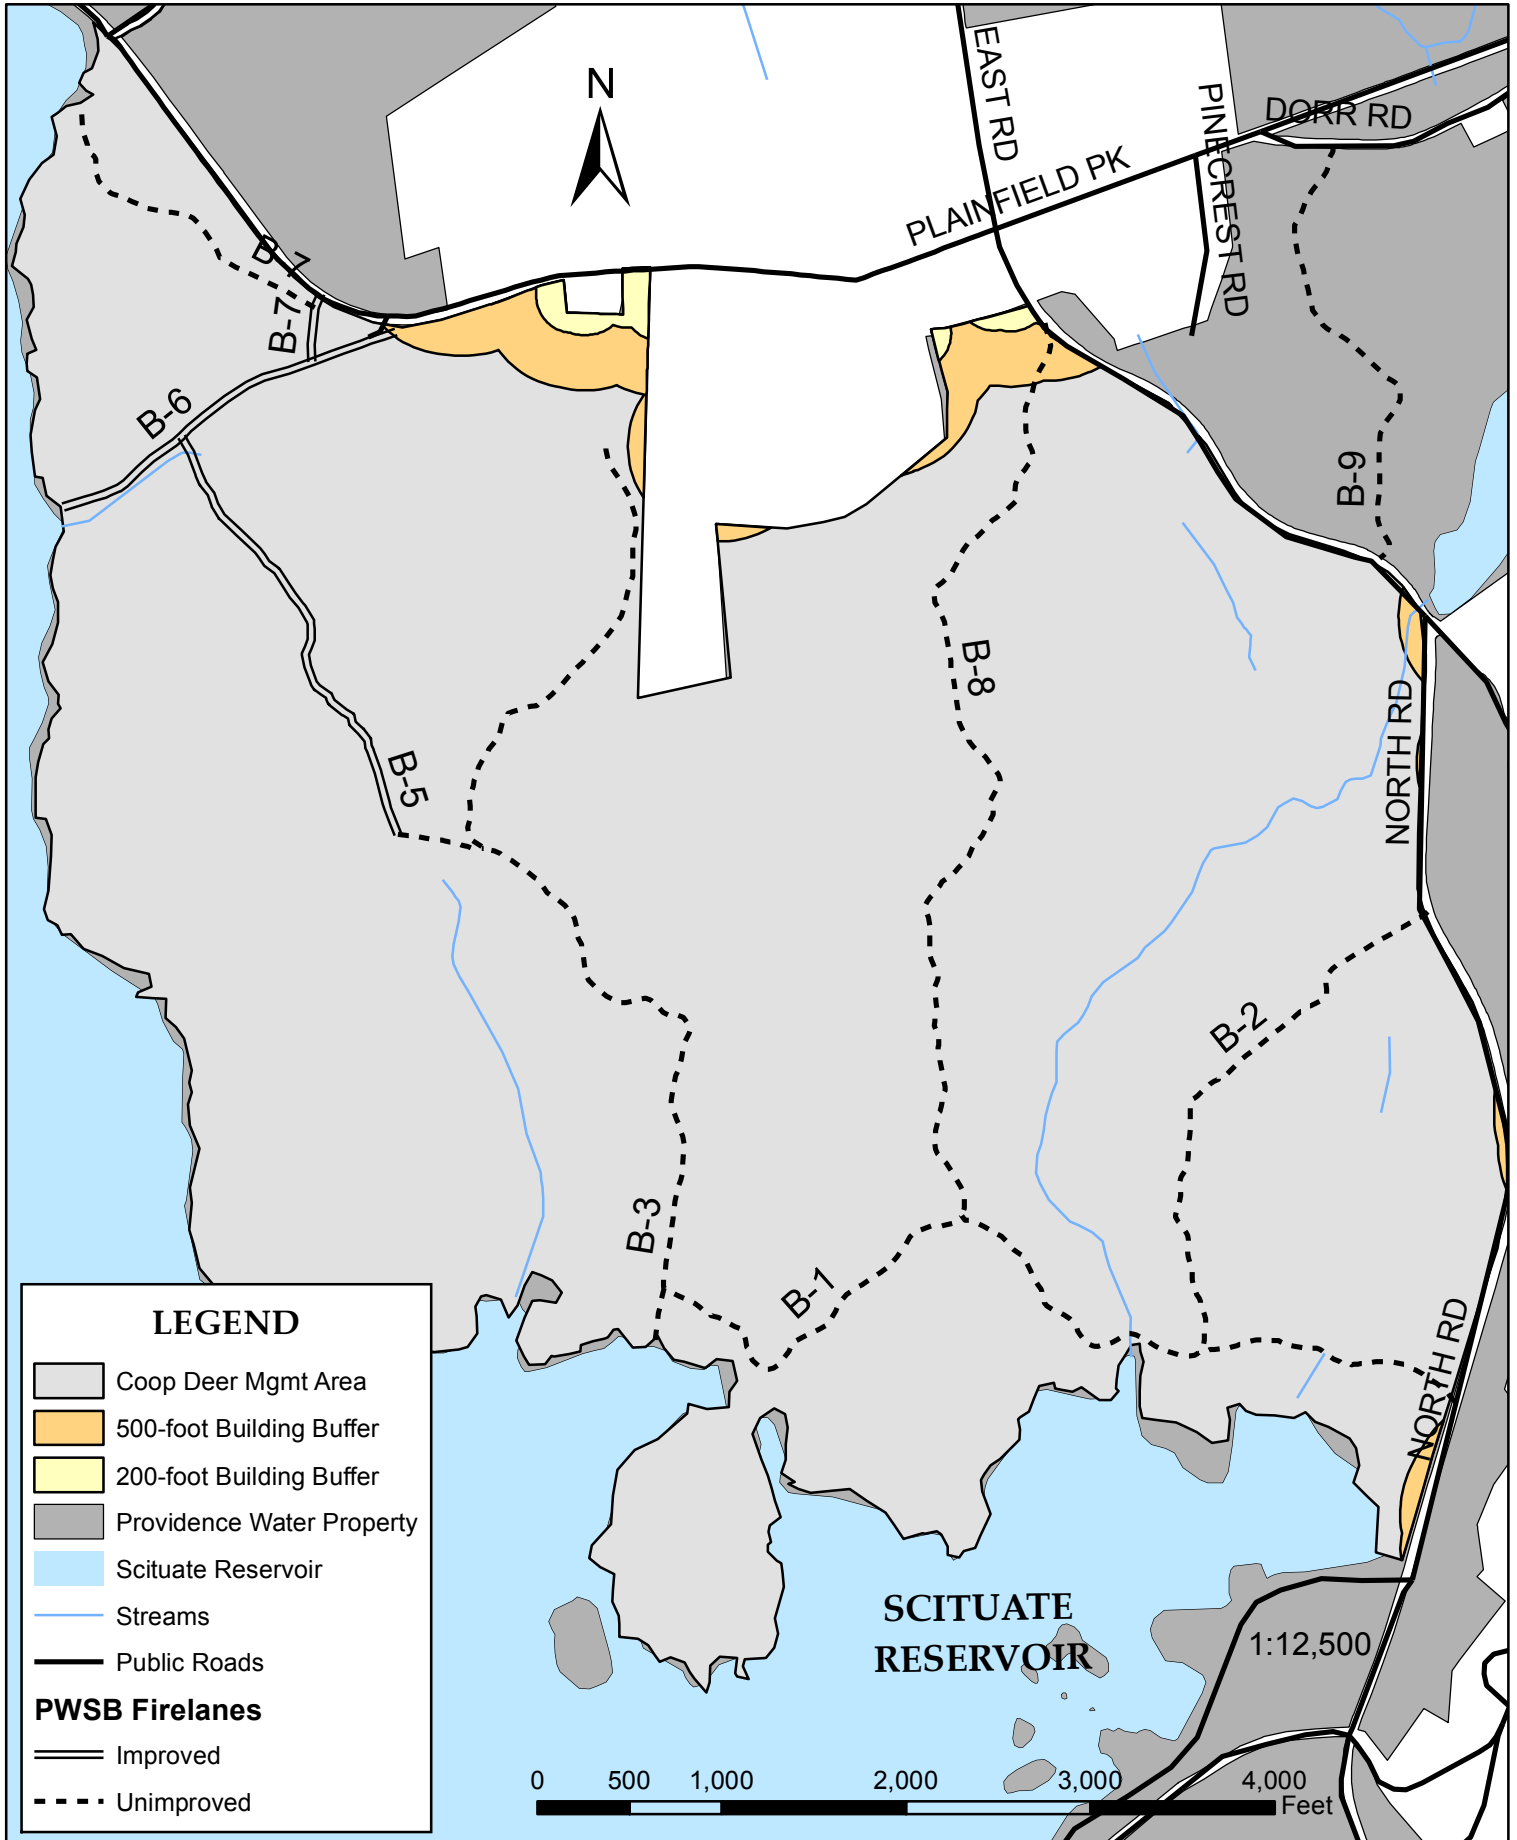 N
EAST RD
PINECREST RD
DORR RD
PLAINFIELD PK
B-7
B-7
B-6
B-9
B-8
NORTH RD
B-5
B-2
B-3
B-1
NORTH RD
LEGEND
Coop Deer Mgmt Area
500-foot Building Buffer
200-foot Building Buffer
Providence Water Property
Scituate Reservoir
Streams
Public Roads
PWSB Firelanes
Improved
Unimproved
SCITUATE
RESERVOIR
1:12,500
0 500 1,000 2,000 3,000 4,000
Feet